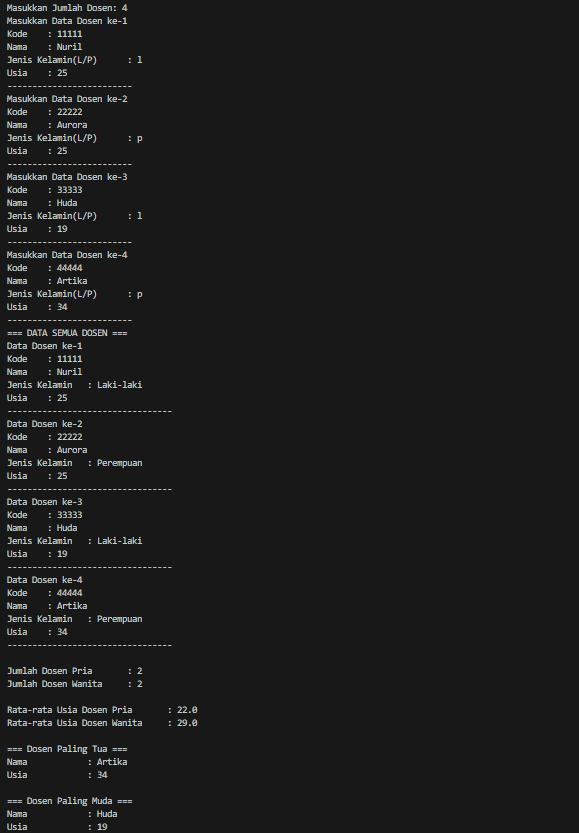 Masukkan Jumlah Dosen: 4
Masukkan Data Dosen ke-1
Kode    : 11111
Nama    : Nuril
Jenis Kelamin(L/P)      : l
Usia    : 25
-------------------------
Masukkan Data Dosen ke-2
Kode    : 22222
Nama    : Aurora
Jenis Kelamin(L/P)      : p
Usia    : 25
-------------------------
Masukkan Data Dosen ke-3
Kode    : 33333
Nama    : Huda
Jenis Kelamin(L/P)      : l
Usia    : 19
-------------------------
Masukkan Data Dosen ke-4
Kode    : 44444
Nama    : Artika
Jenis Kelamin(L/P)      : p
Usia    : 34
-------------------------
=== DATA SEMUA DOSEN ===
Data Dosen ke-1
Kode    : 11111
Nama    : Nuril
Jenis Kelamin   : Laki-laki
Usia    : 25
---------------------------------
Data Dosen ke-2
Kode    : 22222
Nama    : Aurora
Jenis Kelamin   : Perempuan
Usia    : 25
---------------------------------
Data Dosen ke-3
Kode    : 33333
Nama    : Huda
Jenis Kelamin   : Laki-laki
Usia    : 19
---------------------------------
Data Dosen ke-4
Kode    : 44444
Nama    : Artika
Jenis Kelamin   : Perempuan
Usia    : 34
---------------------------------
Jumlah Dosen Pria       : 2
Jumlah Dosen Wanita     : 2
Rata-rata Usia Dosen Pria       : 22.0
Rata-rata Usia Dosen Wanita     : 29.0
=== Dosen Paling Tua ===
Nama            : Artika
Usia            : 34
=== Dosen Paling Muda ===
Nama            : Huda
Usia            : 19